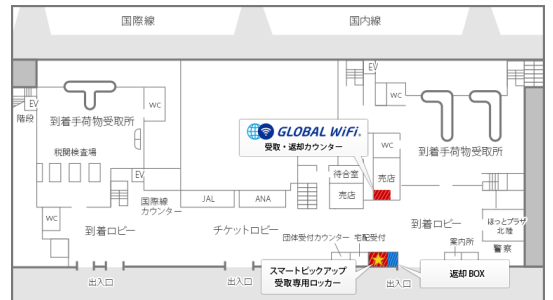 国際線
国内線
EV
階段
WC
到着手荷物受取所
税関検査場
EV
国際線
カウンター
WC
到着ロビー
出入口
JAL
ANA
チケットロビー
GLOBAL WiFi.
受取・返却カウンター
待合室
売店
EV
WC
WC
売店
到着手荷物受取所
EV
到着ロビー
ほっとプラザ
北陸
警察
団体受付カウンター
宅配受付
案内所
スマートピックアップ
受取専用ロッカー
返却BOX
出入口
出入口